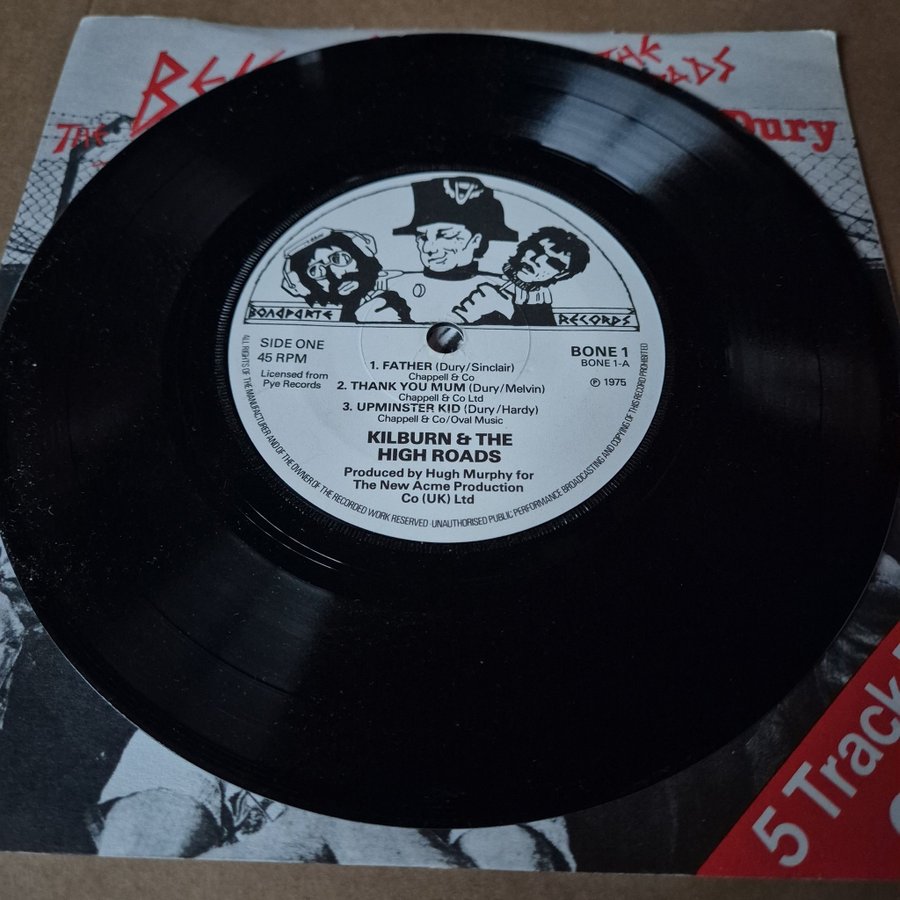 THE
Dury
BONAPARTE RECORDS
SIDE ONE
45 RPM
Licensed from
Pye Records
BONE 1
BONE 1-A
℗ 1975
1. FATHER (Dury/Sinclair)
Chappell & Co
2. THANK YOU MUM (Dury/Melvin)
Chappell & Co Ltd
3. UPMINSTER KID (Dury/Hardy)
Chappell & Co/Oval Music
KILBURN & THE
HIGH ROADS
Produced by Hugh Murphy for
The New Acme Production
Co (UK) Ltd
ALL RIGHTS OF THE MANUFACTURER AND OF THE OWNER OF THE RECORDED WORK RESERVED · UNAUTHORISED PUBLIC PERFORMANCE BROADCASTING AND COPYING OF THIS RECORD PROHIBITED
5 Track